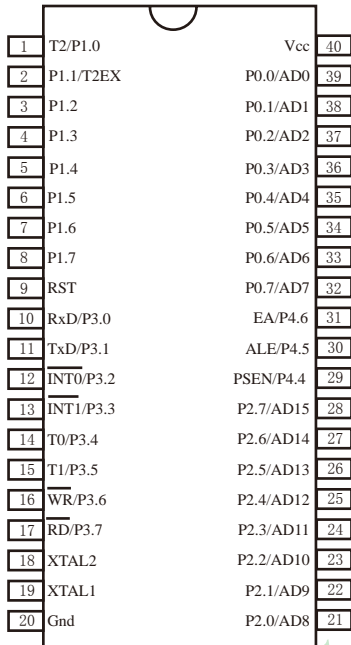 1 T2/P1.0 Vcc 40
2 P1.1/T2EX P0.0/AD0 39
3 P1.2 P0.1/AD1 38
4 P1.3 P0.2/AD2 37
5 P1.4 P0.3/AD3 36
6 P1.5 P0.4/AD4 35
7 P1.6 P0.5/AD5 34
8 P1.7 P0.6/AD6 33
9 RST P0.7/AD7 32
10 RxD/P3.0 EA/P4.6 31
11 TxD/P3.1 ALE/P4.5 30
12 INT0/P3.2 PSEN/P4.4 29
13 INT1/P3.3 P2.7/AD15 28
14 T0/P3.4 P2.6/AD14 27
15 T1/P3.5 P2.5/AD13 26
16 WR/P3.6 P2.4/AD12 25
17 RD/P3.7 P2.3/AD11 24
18 XTAL2 P2.2/AD10 23
19 XTAL1 P2.1/AD9 22
20 Gnd P2.0/AD8 21